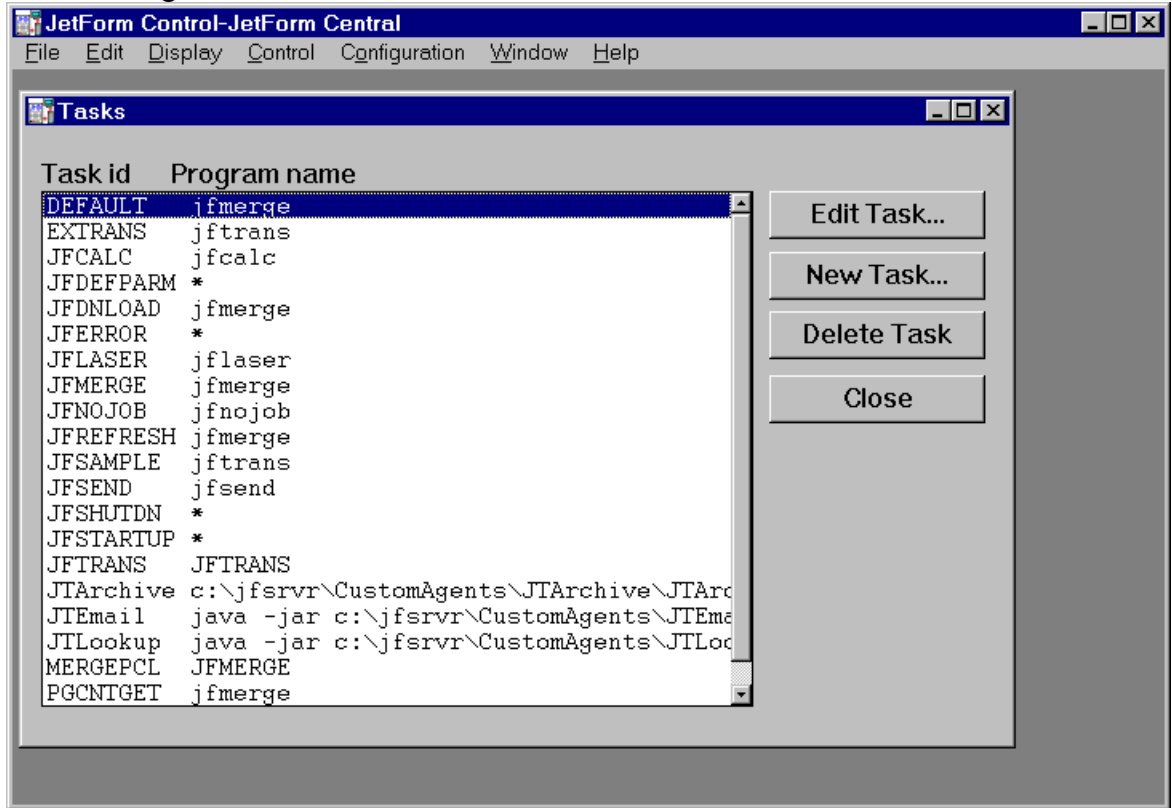 JetForm Control-JetForm Central
File Edit Display Control Configuration Window Help
Tasks
Task id Program name
DEFAULT jfmerge
EXTRANS jftrans
JFCALC jfcalc
JFDEFPARM *
JFDNLOAD jfmerge
JFERROR *
JFLASER jflaser
JFMERGE jfmerge
JFNOJOB jfnojob
JFREFRESH jfmerge
JFSAMPLE jftrans
JFSEND jfsend
JFSHUTDN *
JFSTARTUP *
JFTRANS JFTRANS
JTArchive c:\jfsrvr\CustomAgents\JTArchive\JTArc
JTEmail java -jar c:\jfsrvr\CustomAgents\JTEma
JTLookup java -jar c:\jfsrvr\CustomAgents\JTLoc
MERGEPCL JFMERGE
PGCNTGET jfmerge
Edit Task...
New Task...
Delete Task
Close